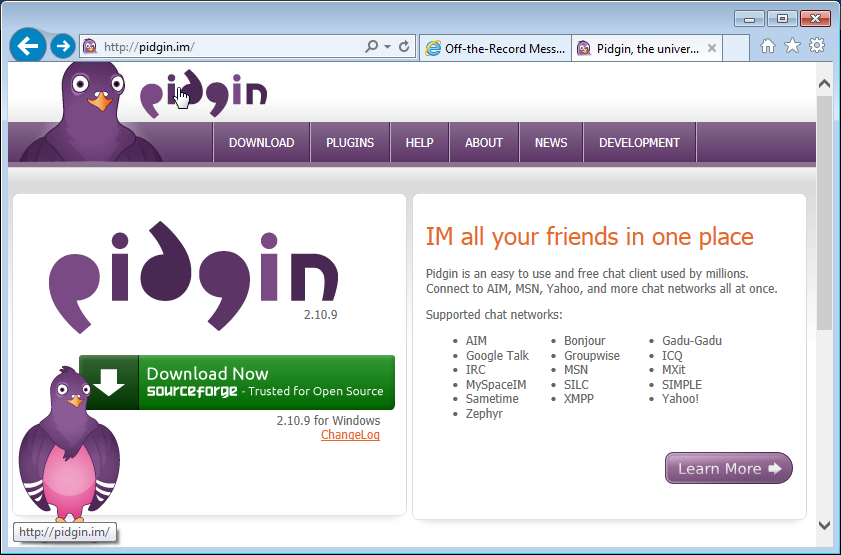 http://pidgin.im/
Off-the-Record Mess...
Pidgin, the univer...
pidgin
DOWNLOAD
PLUGINS
HELP
ABOUT
NEWS
DEVELOPMENT
pidgin
2.10.9
Download Now
sourceforge - Trusted for Open Source
2.10.9 for Windows
ChangeLog
IM all your friends in one place
Pidgin is an easy to use and free chat client used by millions.
Connect to AIM, MSN, Yahoo, and more chat networks all at once.
Supported chat networks:
AIM
Google Talk
IRC
MySpaceIM
Sametime
Zephyr
Bonjour
Groupwise
MSN
SILC
XMPP
Gadu-Gadu
ICQ
MXit
SIMPLE
Yahoo!
Learn More
http://pidgin.im/